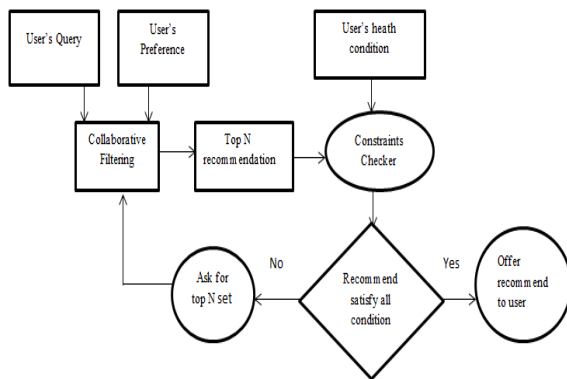 User's Query
User's
Preference
User's heath
condition
Collaborative
Filtering
Top N
recommendation
Constraints
Checker
Ask for
top N set
No
Recommend
satisfy all
condition
Yes
Offer
recommend
to user